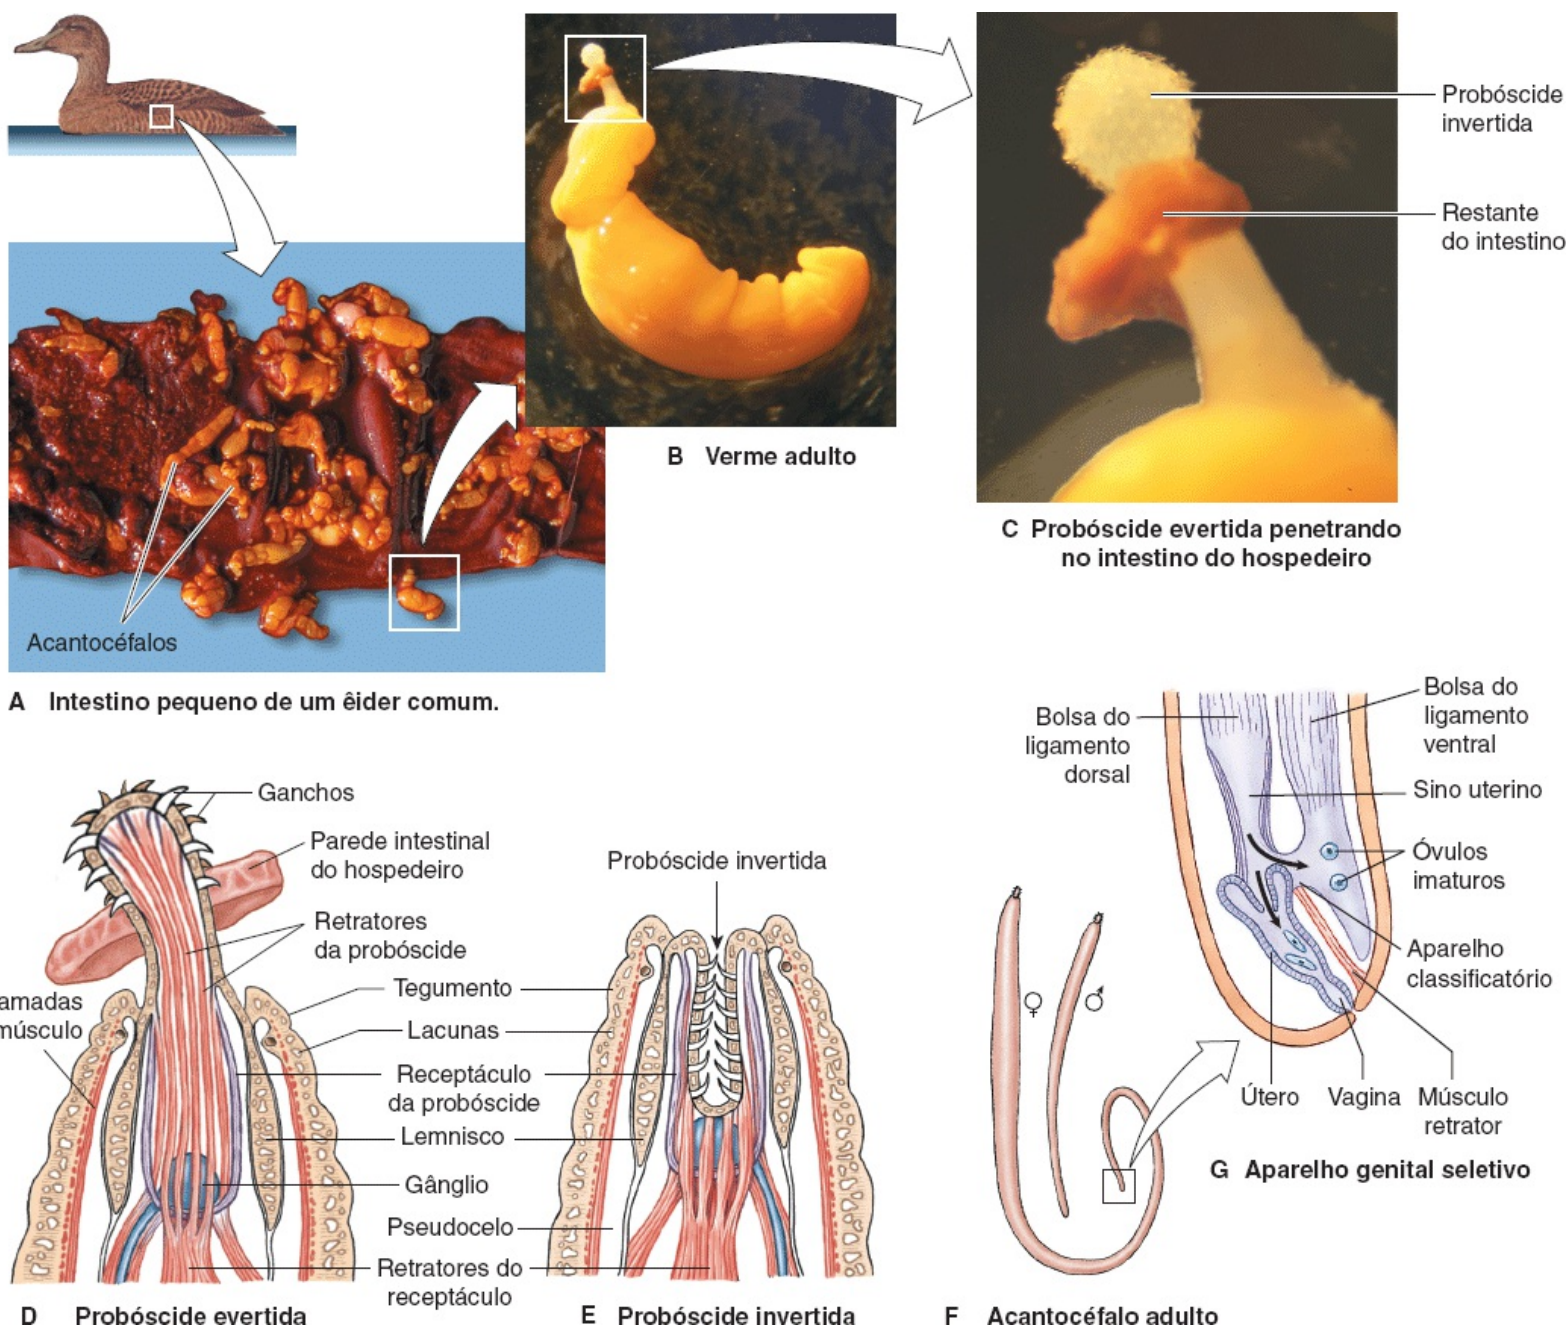 Probóscide
invertida
Restante
do intestino
B Verme adulto
C Probóscide evertida penetrando
no intestino do hospedeiro
Acantocéfalos
A Intestino pequeno de um êider comum.
Ganchos
Parede intestinal
do hospedeiro
Retratores
da probóscide
amadas
músculo
Probóscide invertida
Tegumento
Lacunas
Receptáculo
da probóscide
Lemnisco
Gânglio
Pseudocelo
Retratores do
receptáculo
D Probóscide evertida
E Probóscide invertida
Bolsa do
ligamento
dorsal
Bolsa do
ligamento
ventral
Sino uterino
Óvulos
imaturos
Aparelho
classificatório
♀
♂
Útero
Vagina
Músculo
retrator
G Aparelho genital seletivo
F Acantocéfalo adulto